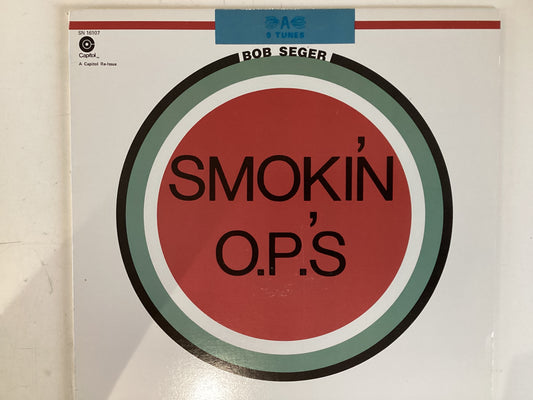 SN 16107
Capitol
A Capitol Re-Issue
A
9 TUNES
BOB SEGER
SMOKIN'
O.P.'S